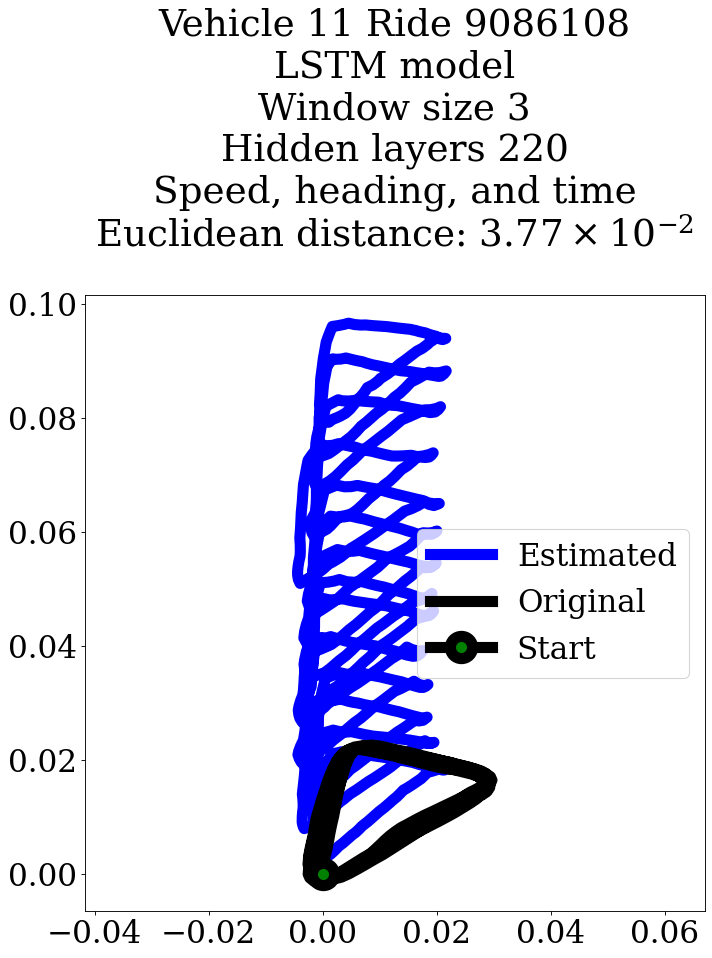 Vehicle 11 Ride 9086108
LSTM model
Window size 3
Hidden layers 220
Speed, heading, and time
Euclidean distance: 3.77 × 10⁻²
0.10
0.08
0.06
0.04
0.02
0.00
Estimated
Original
Start
−0.04 −0.02 0.00 0.02 0.04 0.06